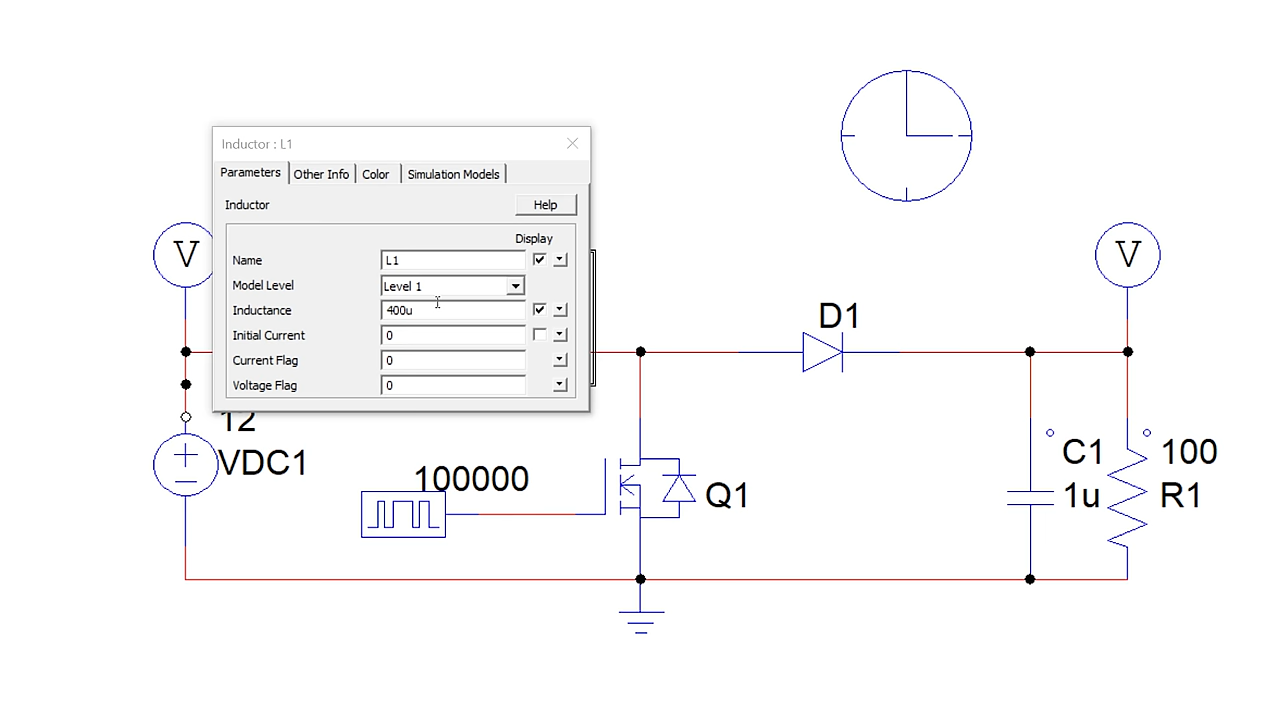 Inductor : L1
Parameters Other Info Color Simulation Models
Inductor Help
Display
Name L1
Model Level Level 1
Inductance 400u
Initial Current 0
Current Flag 0
Voltage Flag 0
V
V
D1
12
VDC1
100000
Q1
C1
1u
100
R1